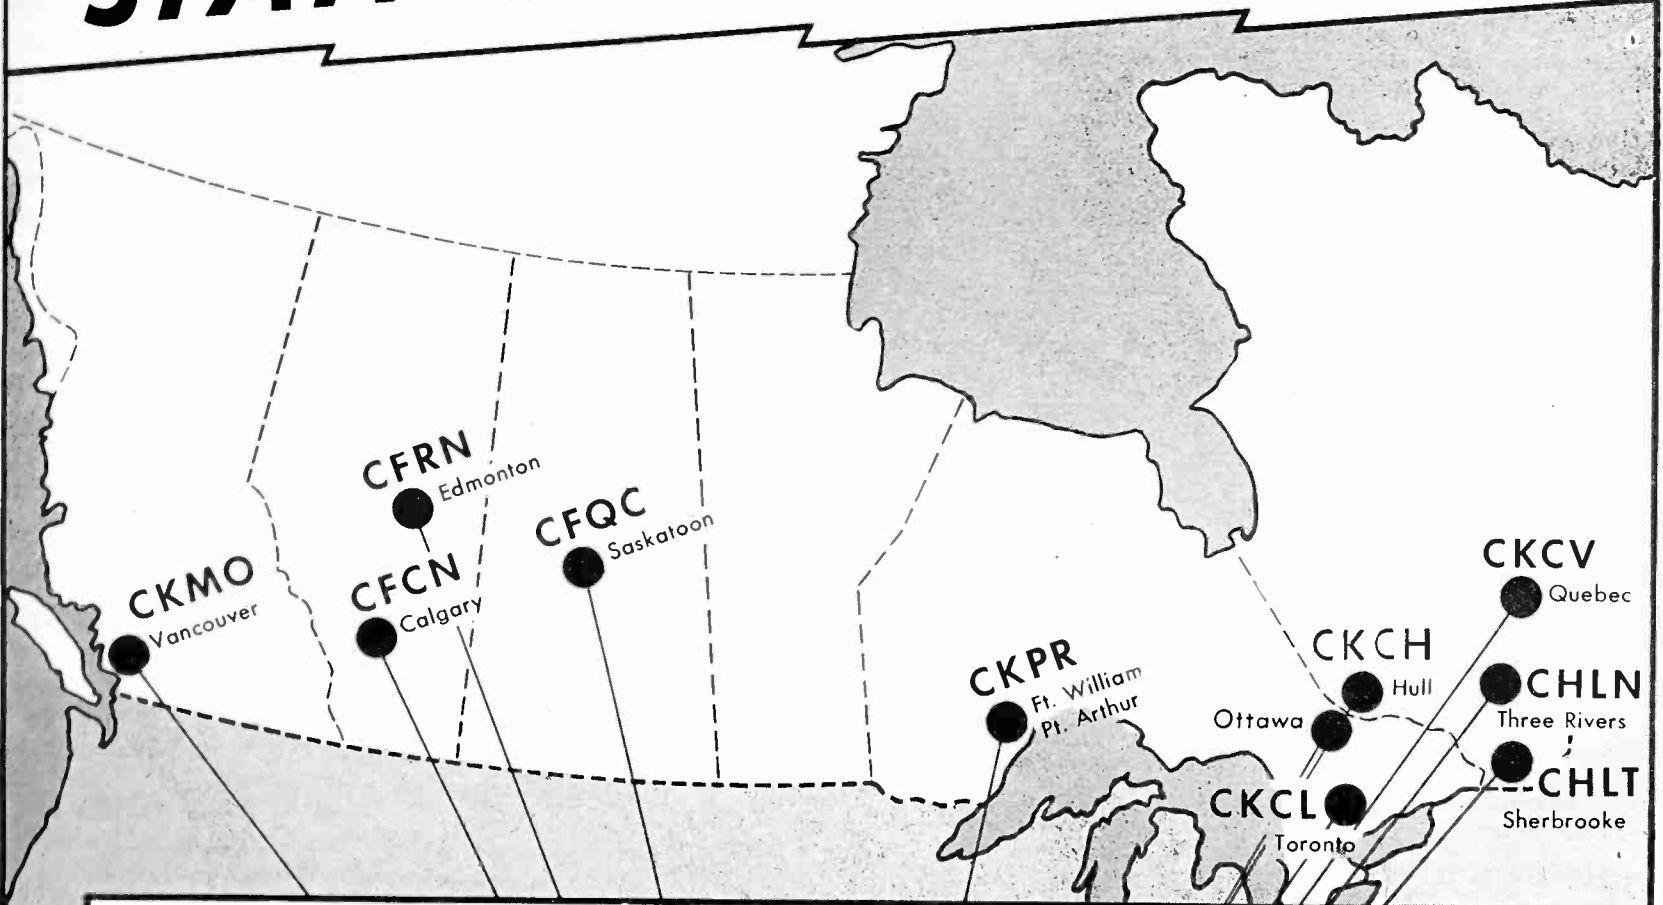 CFRN
Edmonton
CFQC
Saskatoon
CFCN
Calgary
CKMO
Vancouver
CKPR
Ft. William
Pt. Arthur
CKCV
Quebec
CKCH
Hull
Ottawa
CHLN
Three Rivers
CKCL
Toronto
CHLT
Sherbrooke